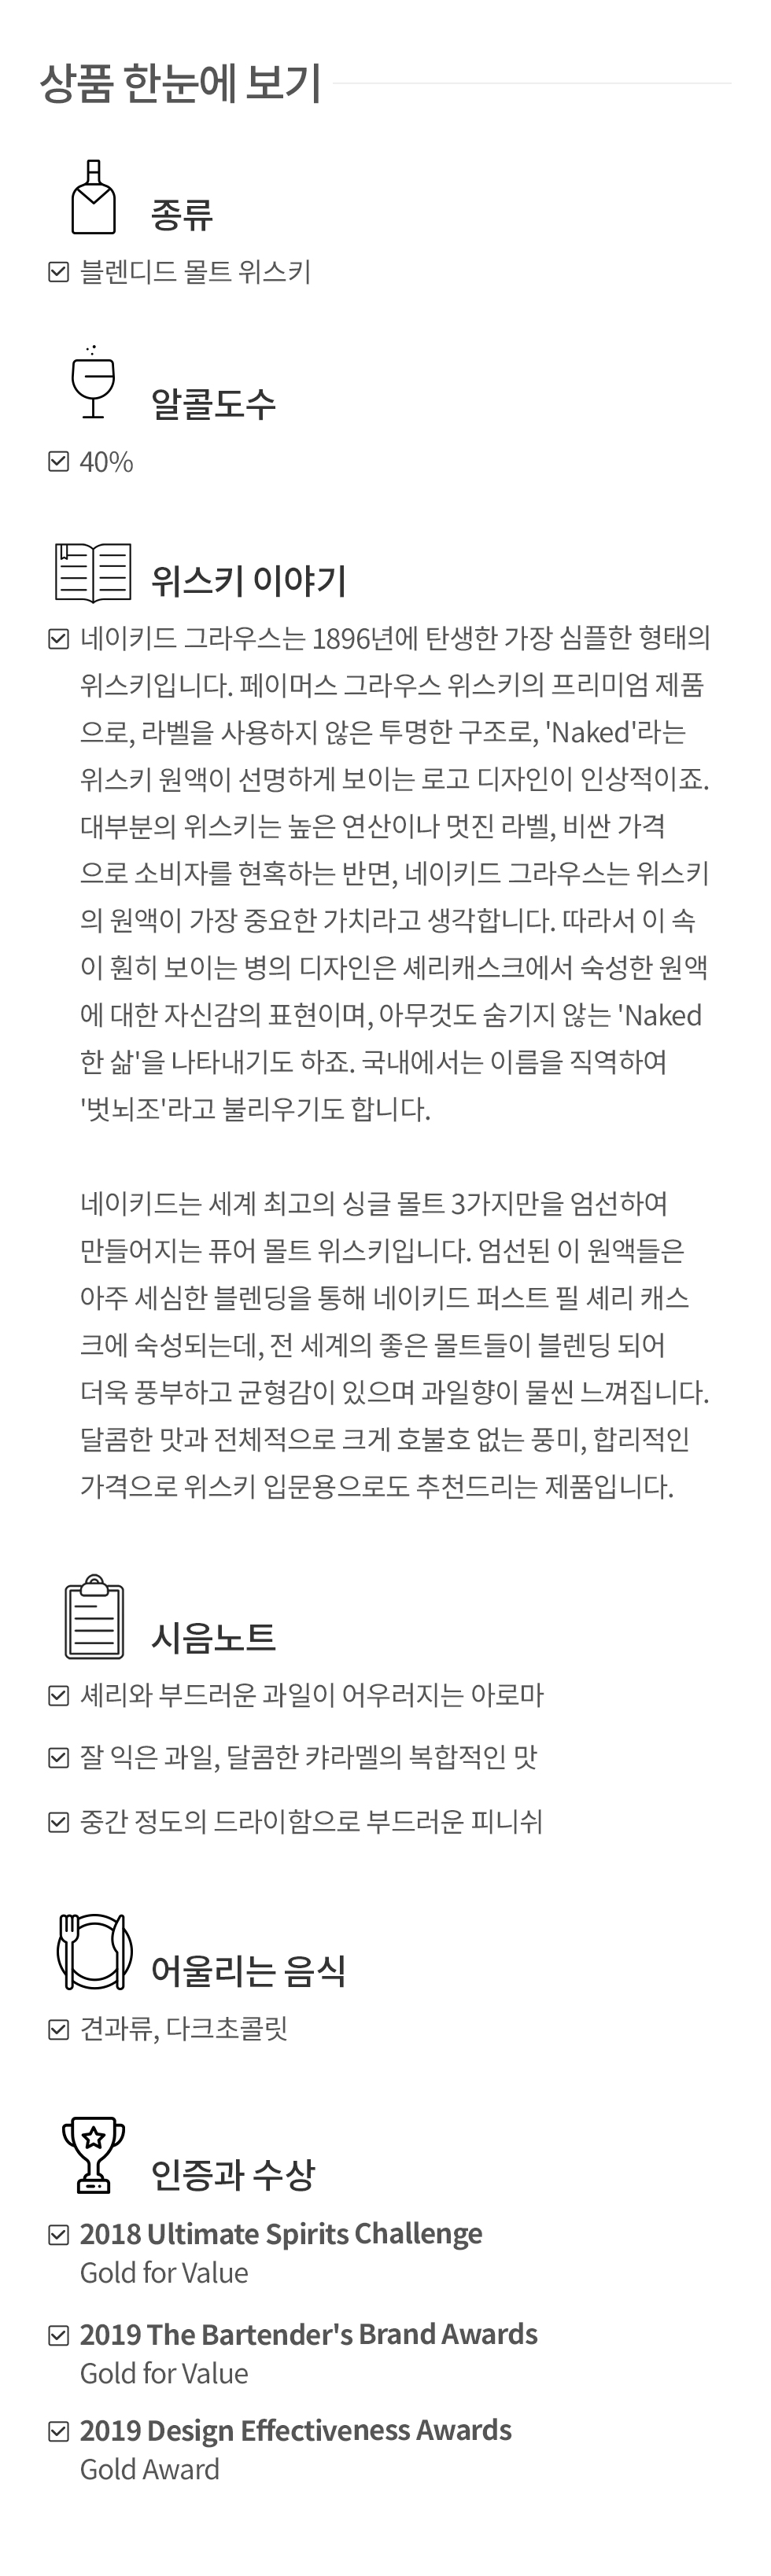 상품 한눈에 보기
종류
블렌디드 몰트 위스키
알콜도수
40%
위스키 이야기
네이키드 그라우스는 1896년에 탄생한 가장 심플한 형태의
위스키입니다. 페이머스 그라우스 위스키의 프리미엄 제품
으로, 라벨을 사용하지 않은 투명한 구조로, 'Naked'라는
위스키 원액이 선명하게 보이는 로고 디자인이 인상적이죠.
대부분의 위스키는 높은 연산이나 멋진 라벨, 비싼 가격
으로 소비자를 현혹하는 반면, 네이키드 그라우스는 위스키
의 원액이 가장 중요한 가치라고 생각합니다. 따라서 이 속
이 훤히 보이는 병의 디자인은 셰리캐스크에서 숙성한 원액
에 대한 자신감의 표현이며, 아무것도 숨기지 않는 'Naked
한 삶'을 나타내기도 하죠. 국내에서는 이름을 직역하여
'벗뇌조'라고 불리우기도 합니다.
네이키드는 세계 최고의 싱글 몰트 3가지만을 엄선하여
만들어지는 퓨어 몰트 위스키입니다. 엄선된 이 원액들은
아주 세심한 블렌딩을 통해 네이키드 퍼스트 필 셰리 캐스
크에 숙성되는데, 전 세계의 좋은 몰트들이 블렌딩 되어
더욱 풍부하고 균형감이 있으며 과일향이 물씬 느껴집니다.
달콤한 맛과 전체적으로 크게 호불호 없는 풍미, 합리적인
가격으로 위스키 입문용으로도 추천드리는 제품입니다.
시음노트
셰리와 부드러운 과일이 어우러지는 아로마
잘 익은 과일, 달콤한 캬라멜의 복합적인 맛
중간 정도의 드라이함으로 부드러운 피니쉬
어울리는 음식
견과류, 다크초콜릿
인증과 수상
2018 Ultimate Spirits Challenge
Gold for Value
2019 The Bartender's Brand Awards
Gold for Value
2019 Design Effectiveness Awards
Gold Award